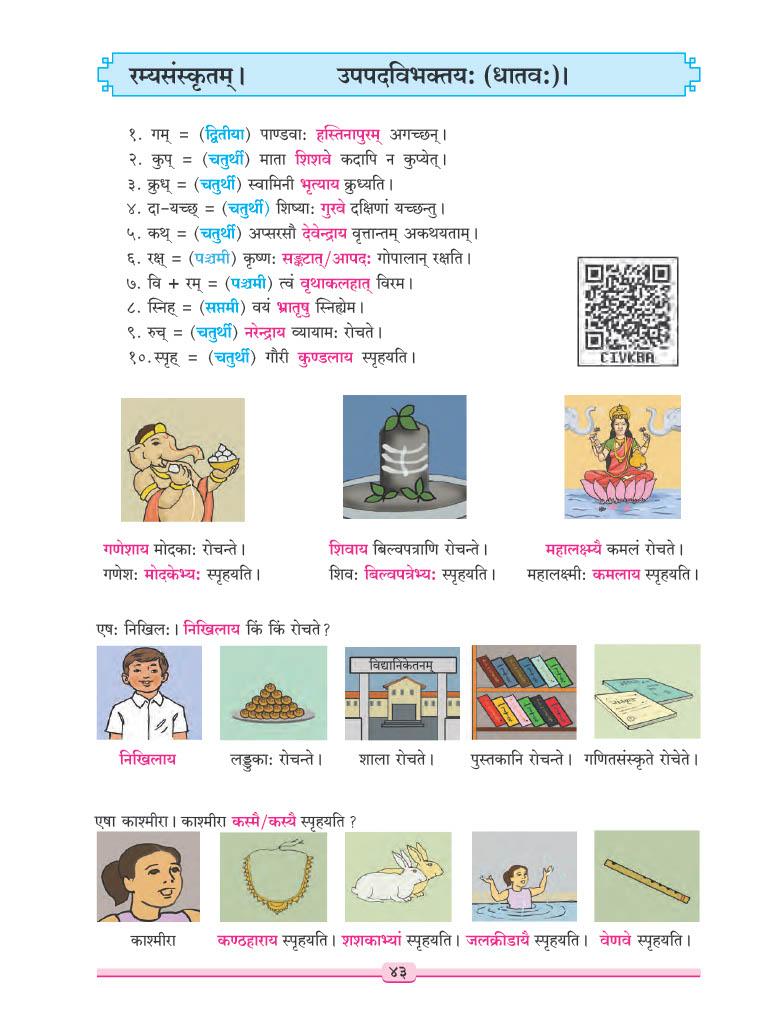 रम्यसंस्कृतम्। उपपदविभक्तय: (धातव:)।
१. गम् = (द्वितीया) पाण्डवा: हस्तिनापुरम् अगच्छन्।
२. कुप् = (चतुर्थी) माता शिशवे कदापि न कुप्येत्।
३. क्रुध् = (चतुर्थी) स्वामिनी भृत्याय क्रुध्यति।
४. दा-यच्छ् = (चतुर्थी) शिष्या: गुरवे दक्षिणां यच्छन्तु।
५. कथ् = (चतुर्थी) अप्सरसौ देवेन्द्राय वृत्तान्तम् अकथयताम्।
६. रक्ष् = (पञ्चमी) कृष्ण: सङ्कटात्/आपद: गोपालान् रक्षति।
७. वि + रम् = (पञ्चमी) त्वं वृथाकलहात् विरम।
८. स्निह् = (सप्तमी) वयं भ्रातृषु स्निह्येम।
९. रुच् = (चतुर्थी) नरेन्द्राय व्यायाम: रोचते।
१०. स्पृह् = (चतुर्थी) गौरी कुण्डलाय स्पृहयति।
CIVKBA
गणेशाय मोदका: रोचन्ते। शिवाय बिल्वपत्राणि रोचन्ते। महालक्ष्म्यै कमलं रोचते।
गणेश: मोदकेभ्य: स्पृहयति। शिव: बिल्वपत्रेभ्य: स्पृहयति। महालक्ष्मी: कमलाय स्पृहयति।
एष: निखिल:। निखिलाय किं किं रोचते?
विद्यानिकेतनम्
निखिलाय लड्डुका: रोचन्ते। शाला रोचते। पुस्तकानि रोचन्ते। गणितसंस्कृते रोचेते।
एषा काश्मीरा। काश्मीरा कस्मै/कस्यै स्पृहयति ?
काश्मीरा कण्ठहाराय स्पृहयति। शशकाभ्यां स्पृहयति। जलक्रीडायै स्पृहयति। वेणवे स्पृहयति।
४३